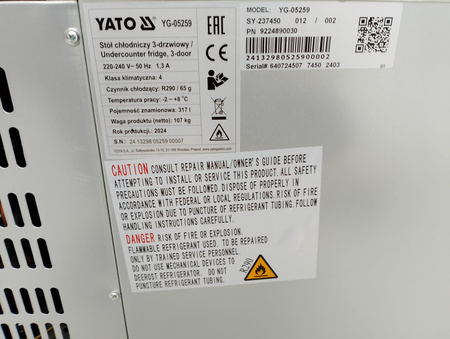 YATO YG-05259
Stół chłodniczy 3-drzwiowy /
Undercounter fridge, 3-door
220-240 V~ 50 Hz 1,3 A
Klasa klimatyczna: 4
Czynnik chłodzący: R290 / 65 g
Temperatura pracy: -2 ~ +8°C
Pojemność znamionowa: 317 l
Waga produktu (netto): 107 kg
Rok produkcji: 2024
S.N.: 24 13298 05259 00007
MODEL: YG-05259
SY-237450 012 / 002
PN 9224890030
24132980525900002
Serial# 640724507 7450 2403
CAUTION CONSULT REPAIR MANUAL/OWNER'S GUIDE BEFORE
ATTEMPTING TO INSTALL OR SERVICE THIS PRODUCT. ALL SAFETY
PRECAUTIONS MUST BE FOLLOWED. DISPOSE OF PROPERLY IN
ACCORDANCE WITH FEDERAL OR LOCAL REGULATIONS. RISK OF FIRE
OR EXPLOSION DUE TO PUNCTURE OF REFRIGERANT TUBING. FOLLOW
HANDLING INSTRUCTIONS CAREFULLY.
DANGER RISK OF FIRE OR EXPLOSION.
FLAMMABLE REFRIGERANT USED. TO BE REPAIRED
ONLY BY TRAINED SERVICE PERSONNEL.
DO NOT USE MECHANICAL DEVICES TO
DEFROST REFRIGERATOR. DO NOT
PUNCTURE REFRIGERANT TUBING.
R290